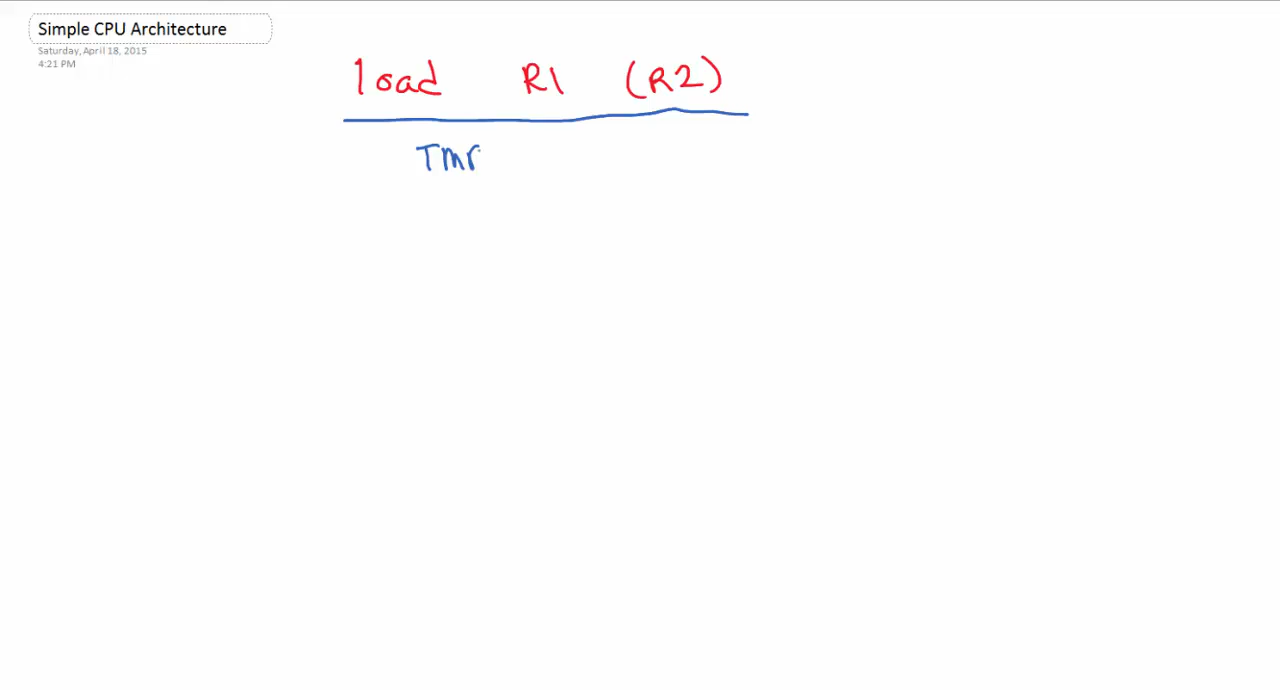 Simple CPU Architecture
Saturday, April 18, 2015
4:21 PM
load R1 (R2)
Tmr